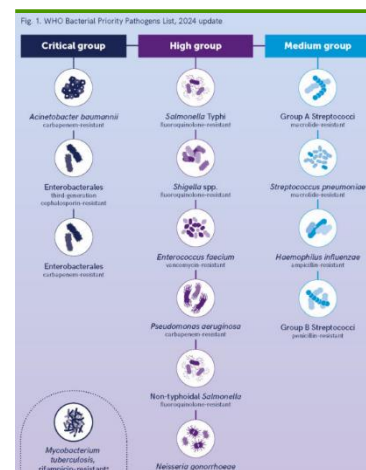 Fig. 1. WHO Bacterial Priority Pathogens List, 2024 update
Critical group
High group
Medium group
Acinetobacter baumannii
carbapenem-resistant
Enterobacterales
third-generation
cephalosporin-resistant
Enterobacterales
carbapenem-resistant
Mycobacterium
tuberculosis,
rifampicin-resistant
Salmonella Typhi
fluoroquinolone-resistant
Shigella spp.
fluoroquinolone-resistant
Enterococcus faecium
vancomycin-resistant
Pseudomonas aeruginosa
carbapenem-resistant
Non-typhoidal Salmonella
fluoroquinolone-resistant
Neisseria gonorrhoeae
Group A Streptococci
macrolide-resistant
Streptococcus pneumoniae
macrolide-resistant
Haemophilus influenzae
ampicillin-resistant
Group B Streptococci
penicillin-resistant